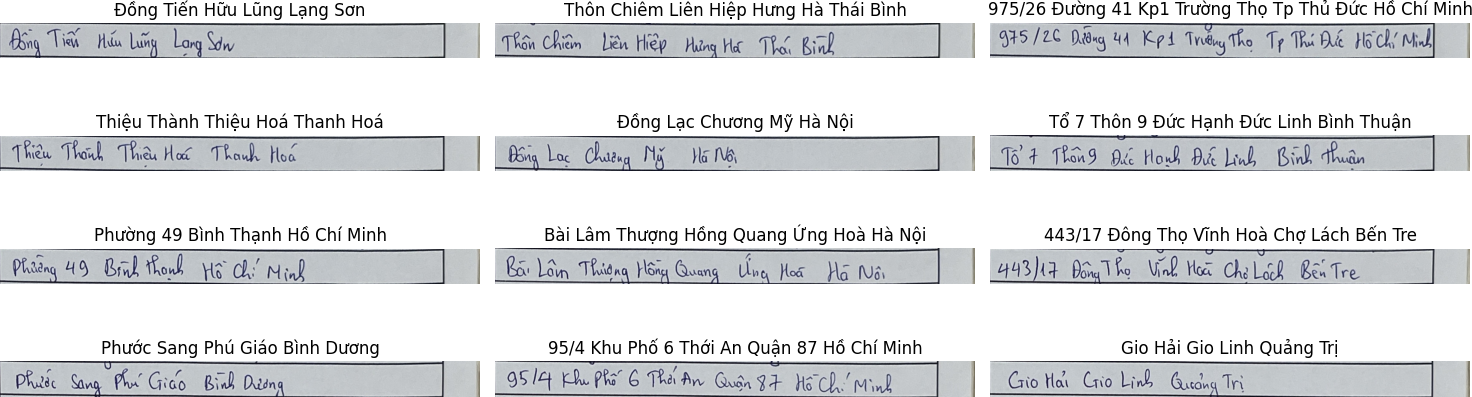 Đồng Tiến Hữu Lũng Lạng Sơn
Đồng Tiến Hữu Lũng Lạng Sơn
Thôn Chiêm Liên Hiệp Hưng Hà Thái Bình
Thôn Chiêm Liên Hiệp Hưng Hà Thái Bình
975/26 Đường 41 Kp1 Trường Thọ Tp Thủ Đức Hồ Chí Minh
975/26 Đường 41 Kp1 Trường Thọ Tp Thủ Đức Hồ Chí Minh
Thiệu Thành Thiệu Hoá Thanh Hoá
Thiệu Thành Thiệu Hoá Thanh Hoá
Đồng Lạc Chương Mỹ Hà Nội
Đồng Lạc Chương Mỹ Hà Nội
Tổ 7 Thôn 9 Đức Hạnh Đức Linh Bình Thuận
Tổ 7 Thôn 9 Đức Hạnh Đức Linh Bình Thuận
Phường 49 Bình Thạnh Hồ Chí Minh
Phường 49 Bình Thạnh Hồ Chí Minh
Bài Lâm Thượng Hồng Quang Ứng Hoà Hà Nội
Bài Lâm Thượng Hồng Quang Ứng Hoà Hà Nội
443/17 Đông Thọ Vĩnh Hoà Chợ Lách Bến Tre
443/17 Đông Thọ Vĩnh Hoà Chợ Lách Bến Tre
Phước Sang Phú Giáo Bình Dương
Phước Sang Phú Giáo Bình Dương
95/4 Khu Phố 6 Thới An Quận 87 Hồ Chí Minh
95/4 Khu Phố 6 Thới An Quận 87 Hồ Chí Minh
Gio Hải Gio Linh Quảng Trị
Gio Hải Gio Linh Quảng Trị